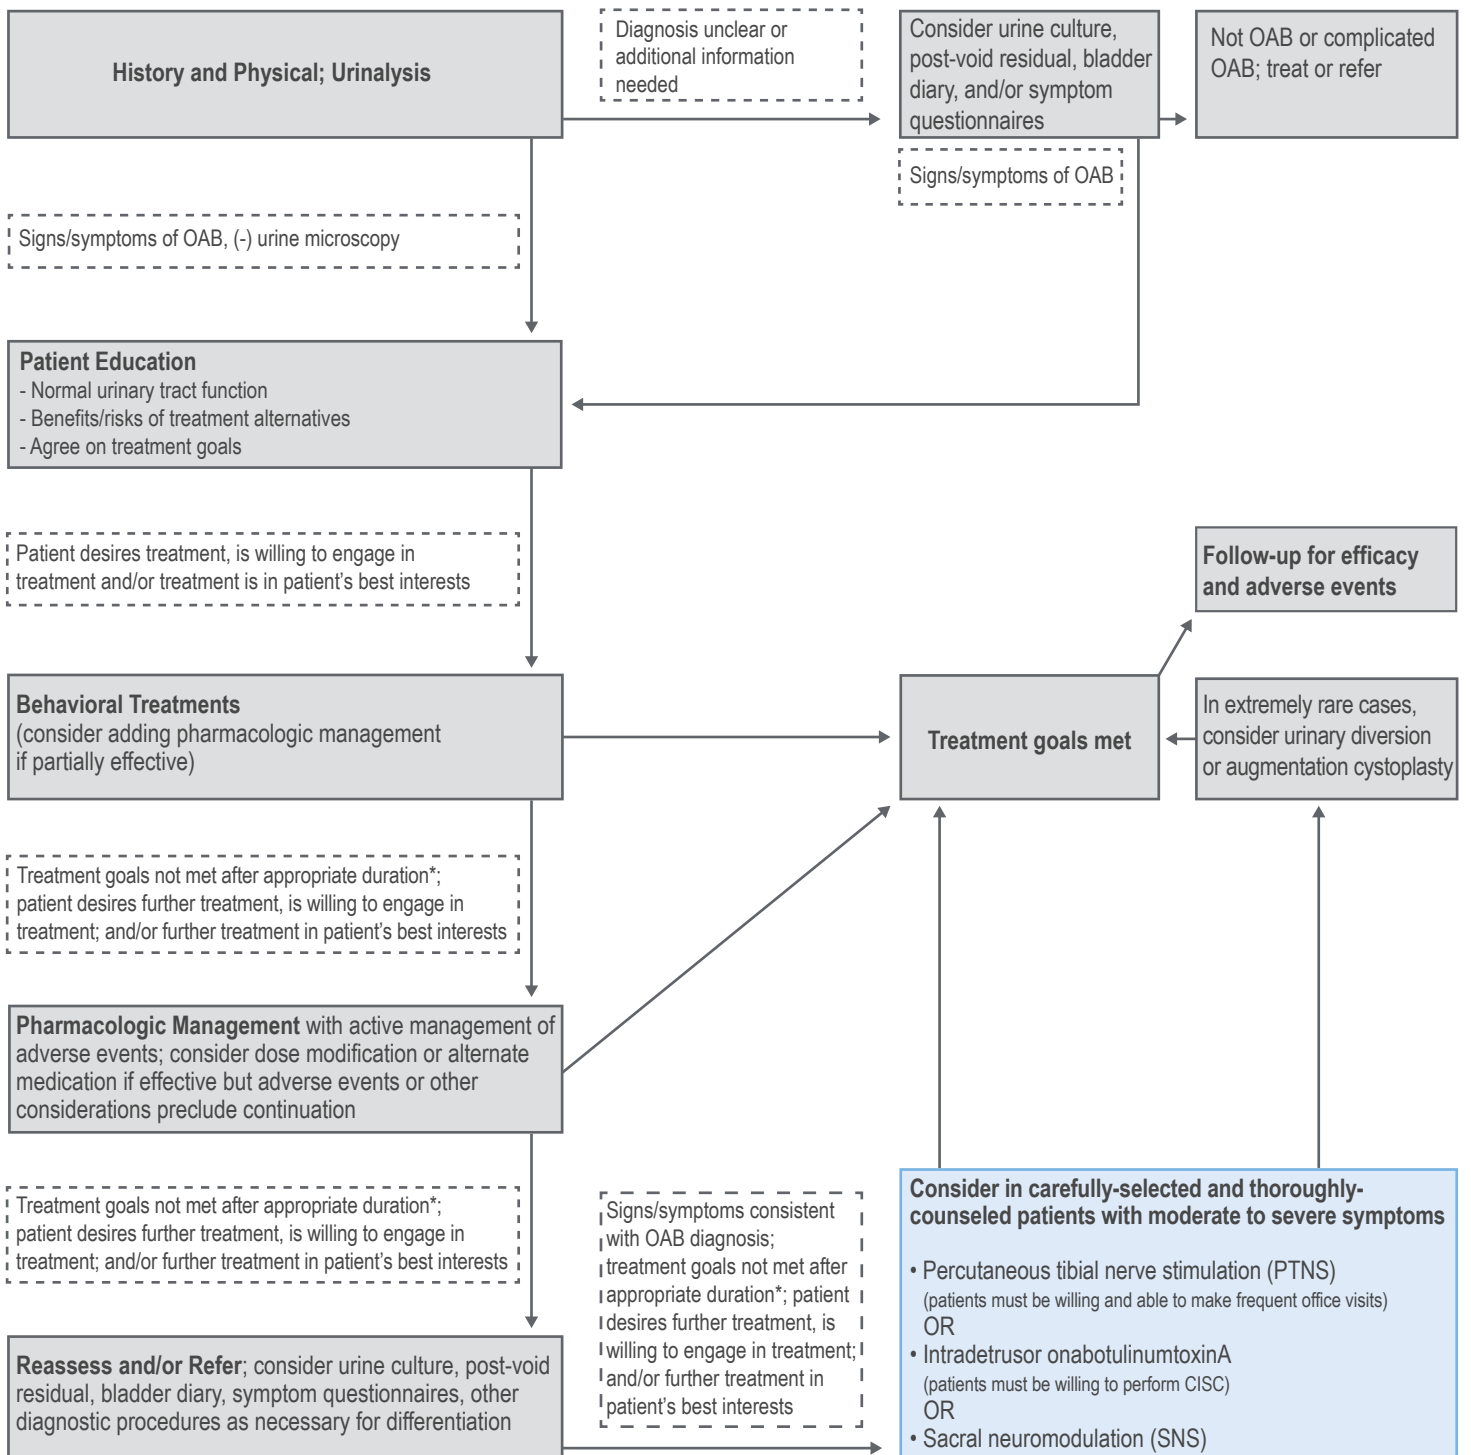 History and Physical; Urinalysis
Diagnosis unclear or
additional information
needed
Consider urine culture,
post-void residual, bladder
diary, and/or symptom
questionnaires
Not OAB or complicated
OAB; treat or refer
Signs/symptoms of OAB
Signs/symptoms of OAB, (-) urine microscopy
Patient Education
- Normal urinary tract function
- Benefits/risks of treatment alternatives
- Agree on treatment goals
Patient desires treatment, is willing to engage in
treatment and/or treatment is in patient’s best interests
Follow-up for efficacy
and adverse events
Behavioral Treatments
(consider adding pharmacologic management
if partially effective)
Treatment goals met
In extremely rare cases,
consider urinary diversion
or augmentation cystoplasty
Treatment goals not met after appropriate duration*;
patient desires further treatment, is willing to engage in
treatment; and/or further treatment in patient’s best interests
Pharmacologic Management with active management of
adverse events; consider dose modification or alternate
medication if effective but adverse events or other
considerations preclude continuation
Treatment goals not met after appropriate duration*;
patient desires further treatment, is willing to engage in
treatment; and/or further treatment in patient’s best interests
Signs/symptoms consistent
with OAB diagnosis;
treatment goals not met after
appropriate duration*; patient
desires further treatment, is
willing to engage in treatment;
and/or further treatment in
patient’s best interests
Consider in carefully-selected and thoroughly-
counseled patients with moderate to severe symptoms
• Percutaneous tibial nerve stimulation (PTNS)
(patients must be willing and able to make frequent office visits)
OR
• Intradetrusor onabotulinumtoxinA
(patients must be willing to perform CISC)
OR
• Sacral neuromodulation (SNS)
Reassess and/or Refer; consider urine culture, post-void
residual, bladder diary, symptom questionnaires, other
diagnostic procedures as necessary for differentiation